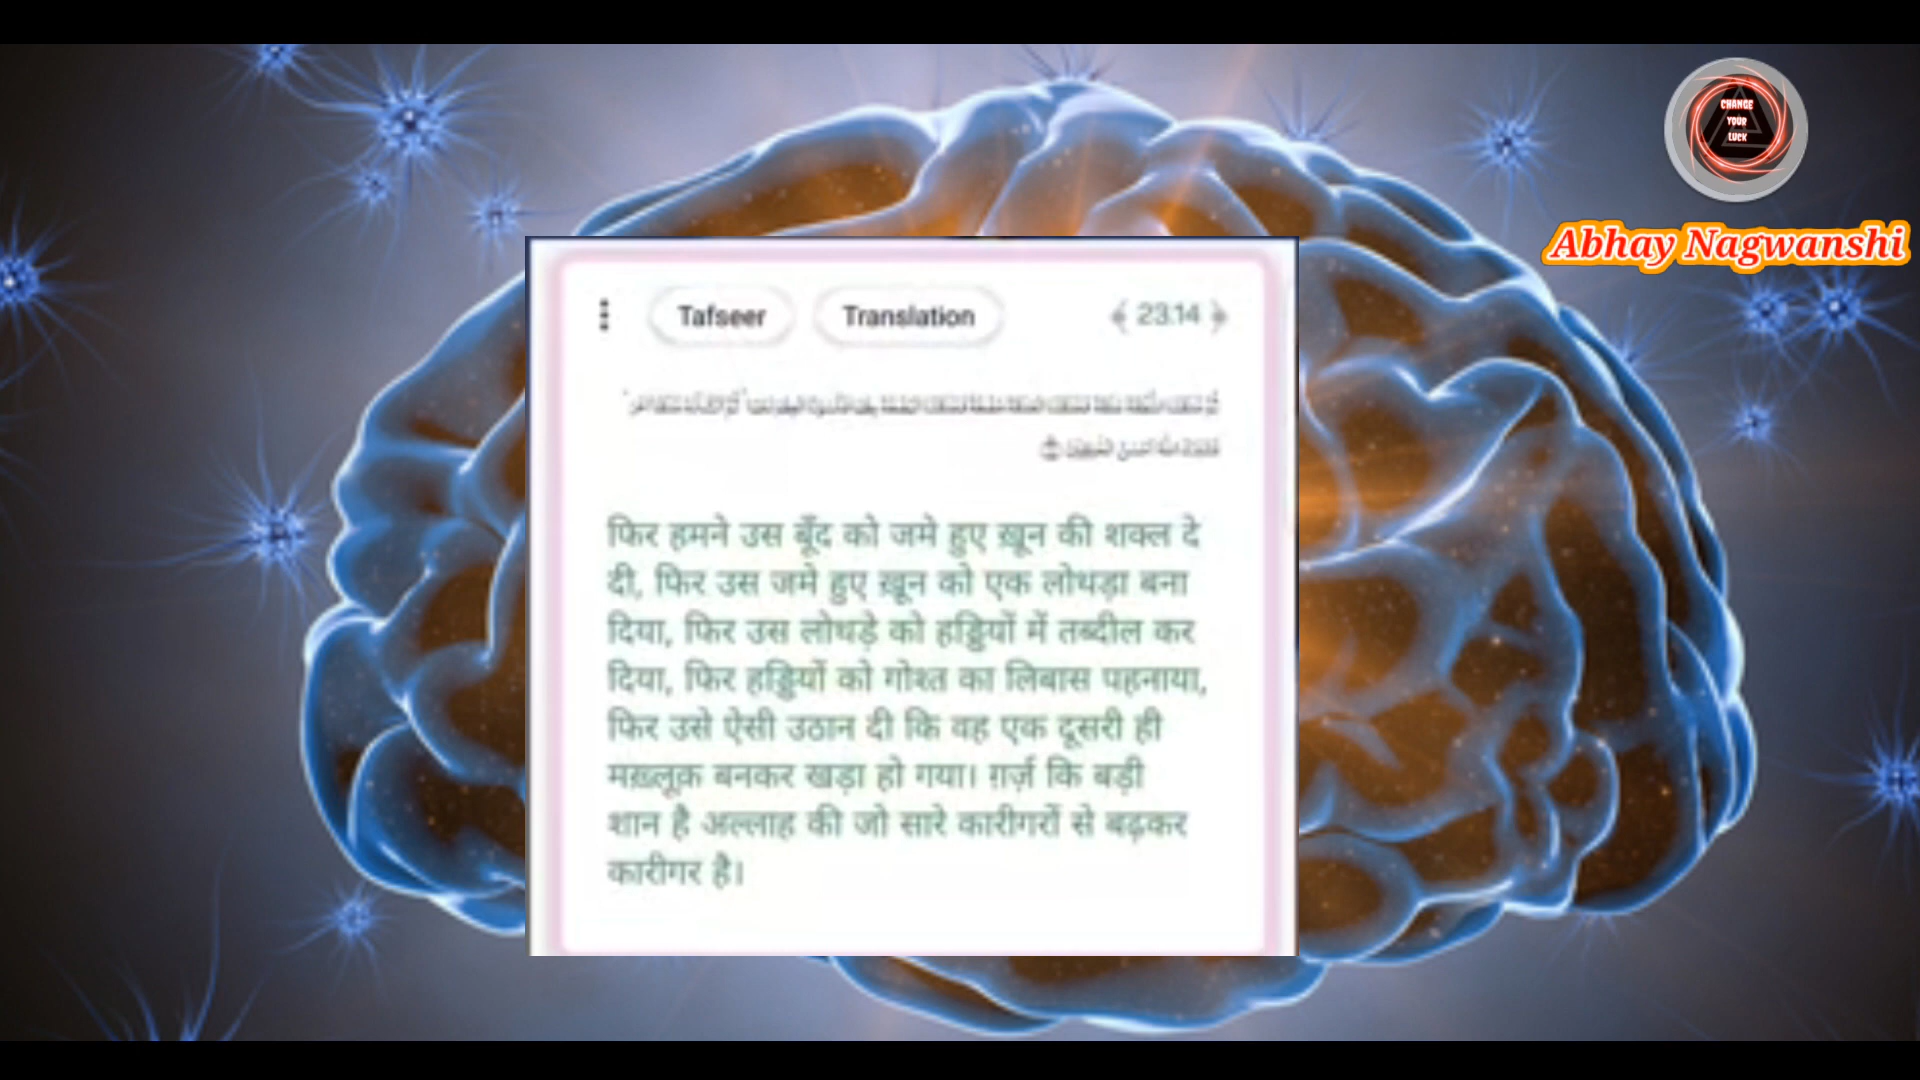 CHANGE
YOUR
LUCK
Abhay Nagwanshi
Tafseer
Translation
23:14
फिर हमने उस बूँद को जमे हुए ख़ून की शक्ल दे
दी, फिर उस जमे हुए ख़ून को एक लोथड़ा बना
दिया, फिर उस लोथड़े को हड्डियों में तब्दील कर
दिया, फिर हड्डियों को गोश्त का लिबास पहनाया,
फिर उसे ऐसी उठान दी कि वह एक दूसरी ही
मख़्लूक़ बनकर खड़ा हो गया। ग़र्ज़ कि बड़ी
शान है अल्लाह की जो सारे कारीगरों से बढ़कर
कारीगर है।